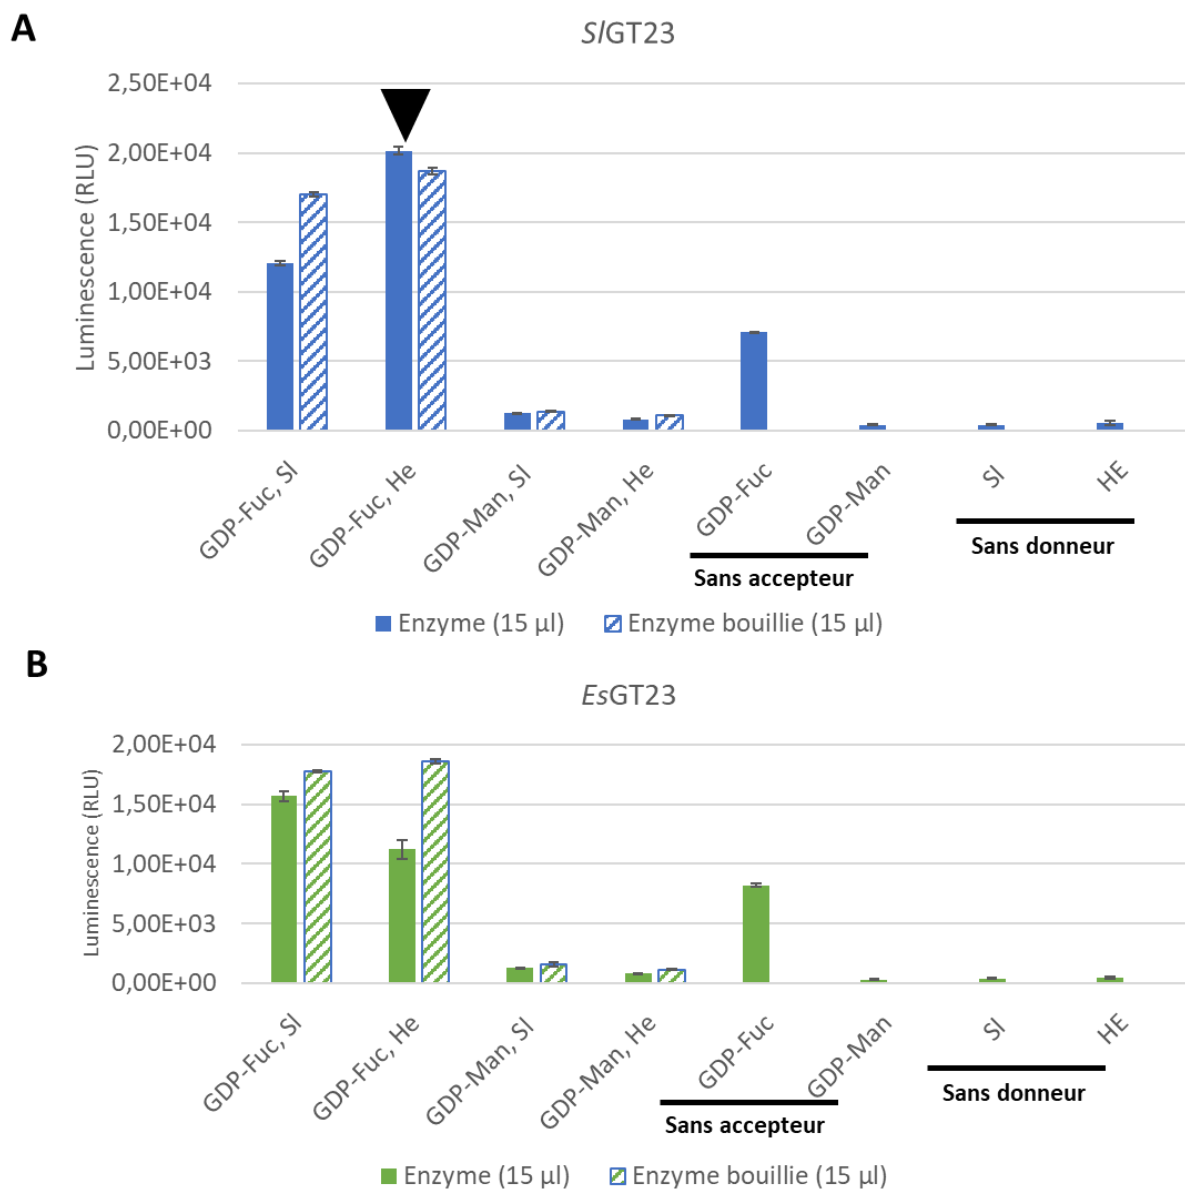 A
SlGT23
Luminescence (RLU)
2,50E+04
2,00E+04
1,50E+04
1,00E+04
5,00E+03
0,00E+00
GDP-Fuc, Sl
GDP-Fuc, He
GDP-Man, Sl
GDP-Man, He
GDP-Fuc
GDP-Man
Sl
HE
Sans accepteur
Sans donneur
Enzyme (15 µl)
Enzyme bouillie (15 µl)
B
EsGT23
Luminescence (RLU)
2,00E+04
1,50E+04
1,00E+04
5,00E+03
0,00E+00
GDP-Fuc, Sl
GDP-Fuc, He
GDP-Man, Sl
GDP-Man, He
GDP-Fuc
GDP-Man
Sl
HE
Sans accepteur
Sans donneur
Enzyme (15 µl)
Enzyme bouillie (15 µl)